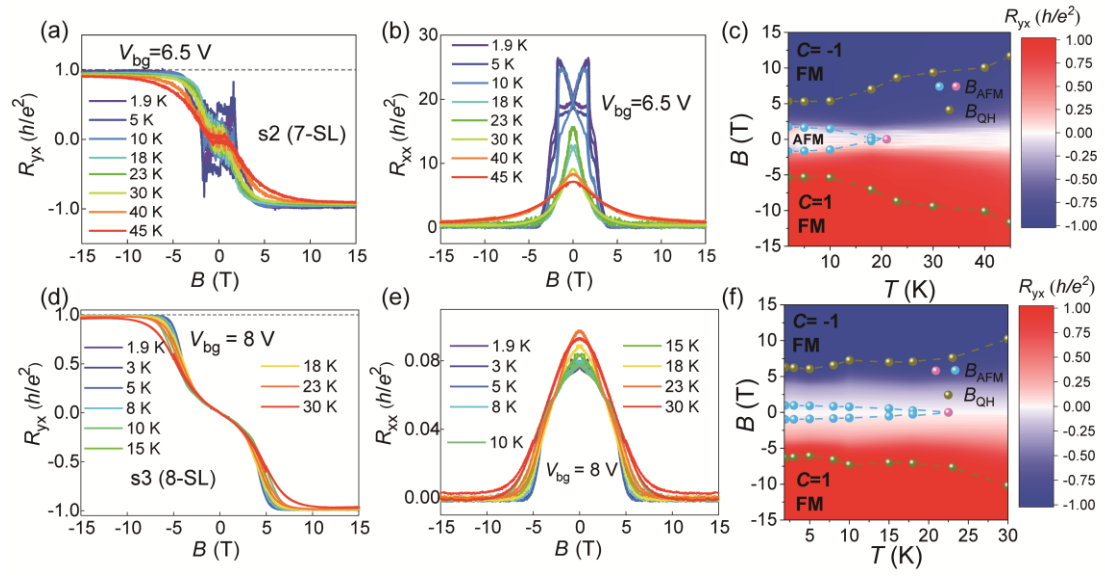 (a)
V_bg=6.5 V
1.0
0.0
-1.0
R_yx (h/e²)
1.9 K
5 K
10 K
18 K
23 K
30 K
40 K
45 K
s2 (7-SL)
-15 -10 -5 0 5 10 15
B (T)
(b)
30
20
10
0
R_xx (h/e²)
1.9 K
5 K
10 K
18 K
23 K
30 K
40 K
45 K
V_bg=6.5 V
-15 -10 -5 0 5 10 15
B (T)
(c)
15
10
5
0
-5
-10
-15
B (T)
C= -1
FM
B_AFM
B_QH
AFM
C=1
FM
10 20 30 40
T (K)
R_yx (h/e²)
1.00
0.75
0.50
0.25
0.00
-0.25
-0.50
-0.75
-1.00
(d)
1.0
0.5
0.0
-0.5
-1.0
R_yx (h/e²)
V_bg = 8 V
1.9 K
3 K
5 K
8 K
10 K
15 K
18 K
23 K
30 K
s3 (8-SL)
-15 -10 -5 0 5 10 15
B (T)
(e)
0.08
0.04
0.00
R_xx (h/e²)
1.9 K
3 K
5 K
8 K
10 K
15 K
18 K
23 K
30 K
V_bg = 8 V
-15 -10 -5 0 5 10 15
B (T)
(f)
15
10
5
0
-5
-10
-15
B (T)
C= -1
FM
B_AFM
B_QH
C=1
FM
5 10 15 20 25 30
T (K)
R_yx (h/e²)
1.00
0.75
0.50
0.25
0.00
-0.25
-0.50
-0.75
-1.00